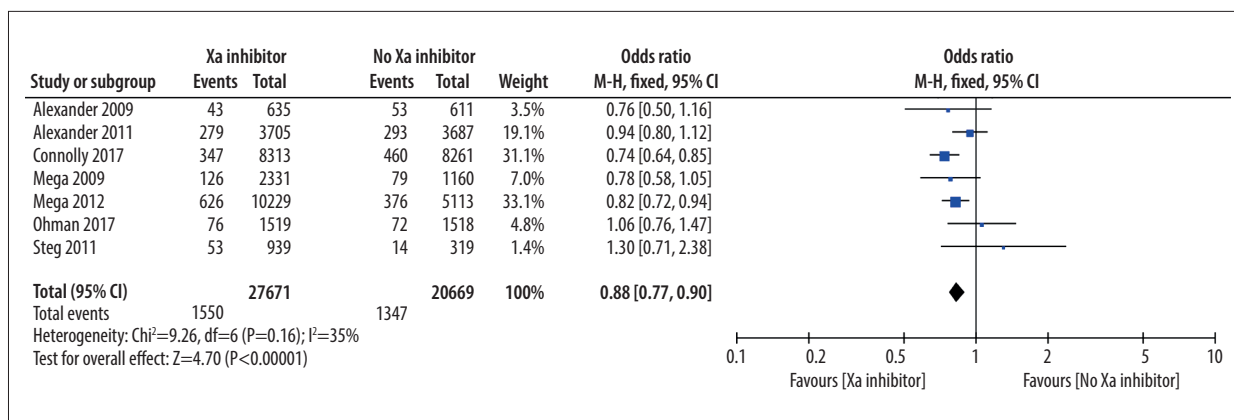 Xa inhibitor No Xa inhibitor Odds ratio Odds ratio
Study or subgroup Events Total Events Total Weight M-H, fixed, 95% CI M-H, fixed, 95% CI
Alexander 2009 43 635 53 611 3.5% 0.76 [0.50, 1.16]
Alexander 2011 279 3705 293 3687 19.1% 0.94 [0.80, 1.12]
Connolly 2017 347 8313 460 8261 31.1% 0.74 [0.64, 0.85]
Mega 2009 126 2331 79 1160 7.0% 0.78 [0.58, 1.05]
Mega 2012 626 10229 376 5113 33.1% 0.82 [0.72, 0.94]
Ohman 2017 76 1519 72 1518 4.8% 1.06 [0.76, 1.47]
Steg 2011 53 939 14 319 1.4% 1.30 [0.71, 2.38]
Total (95% CI) 27671 20669 100% 0.88 [0.77, 0.90]
Total events 1550 1347
Heterogeneity: Chi²=9.26, df=6 (P=0.16); I²=35%
Test for overall effect: Z=4.70 (P<0.00001)
0.1 0.2 0.5 1 2 5 10
Favours [Xa inhibitor] Favours [No Xa inhibitor]